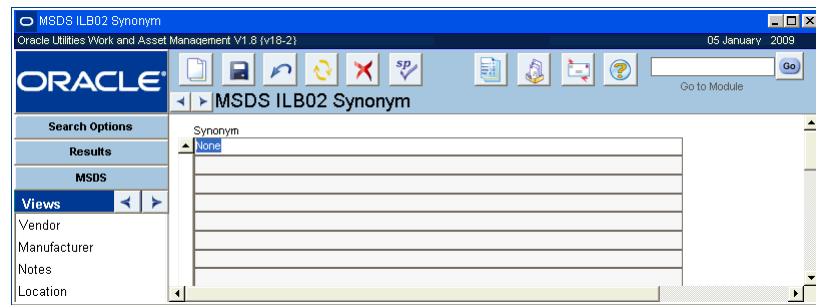 MSDS ILB02 Synonym
Oracle Utilities Work and Asset Management V1.8 {v18-2} 05 January 2009
ORACLE
sp
Go
Go to Module
MSDS ILB02 Synonym
Search Options
Results
MSDS
Views
Vendor
Manufacturer
Notes
Location
Synonym
None